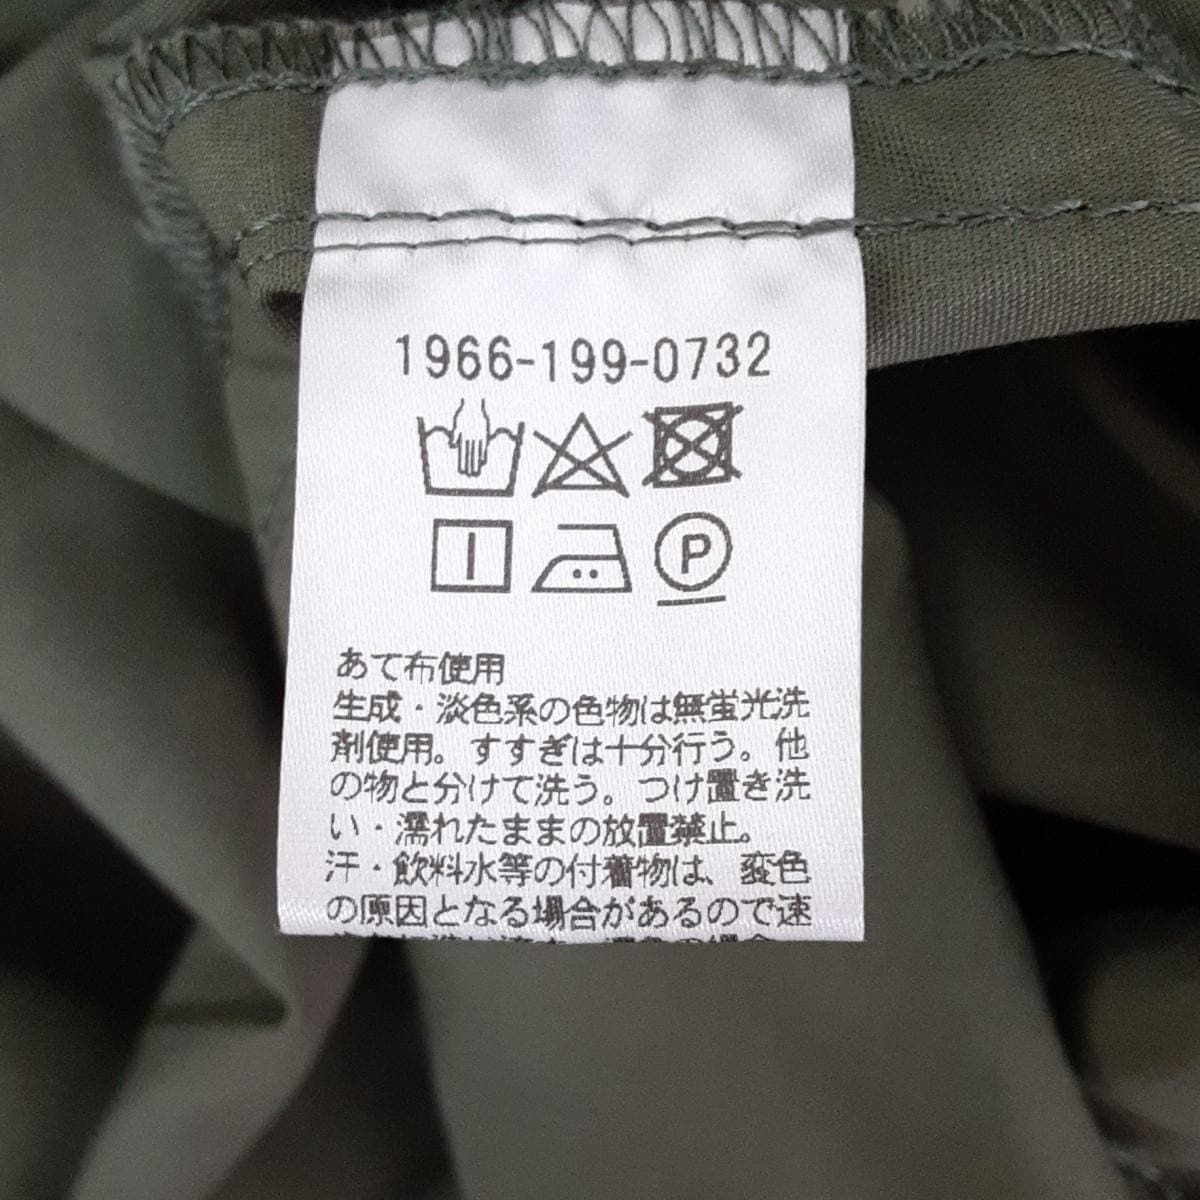 1966-199-0732
P
あて布使用
生成・淡色系の色物は無蛍光洗
剤使用。すすぎは十分行う。他
の物と分けて洗う。つけ置き洗
い・濡れたままの放置禁止。
汗・飲料水等の付着物は、変色
の原因となる場合があるので速